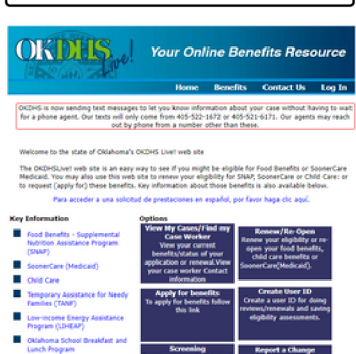 OKDHS Live!
Your Online Benefits Resource
Home Benefits Contact Us Log In
OKDHS is now sending text messages to let you know information about your case without having to wait
for a phone agent. Our texts will only come from 405-522-1672 or 405-521-6171. Our agents may reach
out by phone from a number other than these.
Welcome to the state of Oklahoma's OKDHS Live! web site
The OKDHSLive! web site is an easy way to see if you might be eligible for Food Benefits or SoonerCare
Medicaid. You may also use this web site to renew your eligibility for SNAP, SoonerCare or Child Care: or
to request (apply for) these benefits. Key information about those benefits is also available below.
Para acceder a una solicitud de prestaciones en español, por favor haga clic aquí.
Key Information
Food Benefits - Supplemental
Nutrition Assistance Program
(SNAP)
SoonerCare (Medicaid)
Child Care
Temporary Assistance for Needy
Families (TANF)
Low-income Energy Assistance
Program (LIHEAP)
Oklahoma School Breakfast and
Lunch Program
Options
View My Cases/Find my
Case Worker
View your current
benefits/status of your
application or renewal.View
your case worker Contact
information
Renew/Re-Open
Renew your eligibility or re-
open your food benefits,
child care benefits or
SoonerCare(Medicaid).
Apply for benefits
To apply for benefits follow
this link
Create User ID
Create a user ID for doing
reviews/renewals and saving
eligibility assessments.
Screening
Report a Change